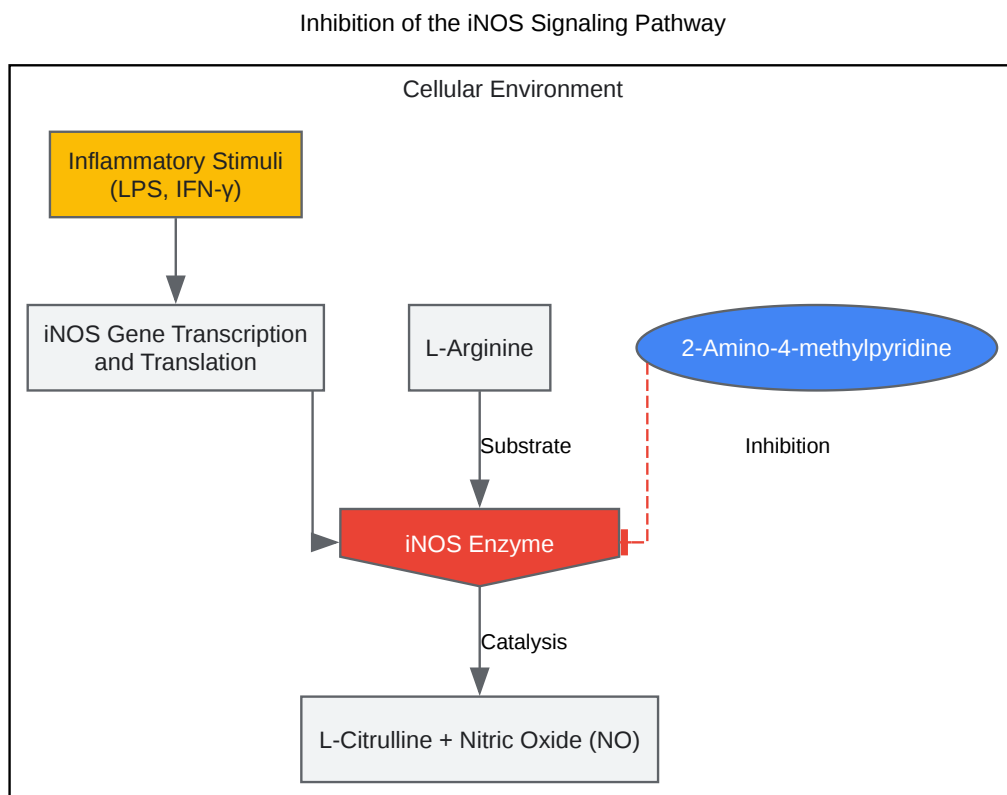 Inhibition of the iNOS Signaling Pathway
Cellular Environment
Inflammatory Stimuli
(LPS, IFN-γ)
iNOS Gene Transcription
and Translation
L-Arginine
2-Amino-4-methylpyridine
Substrate
Inhibition
iNOS Enzyme
Catalysis
L-Citrulline + Nitric Oxide (NO)